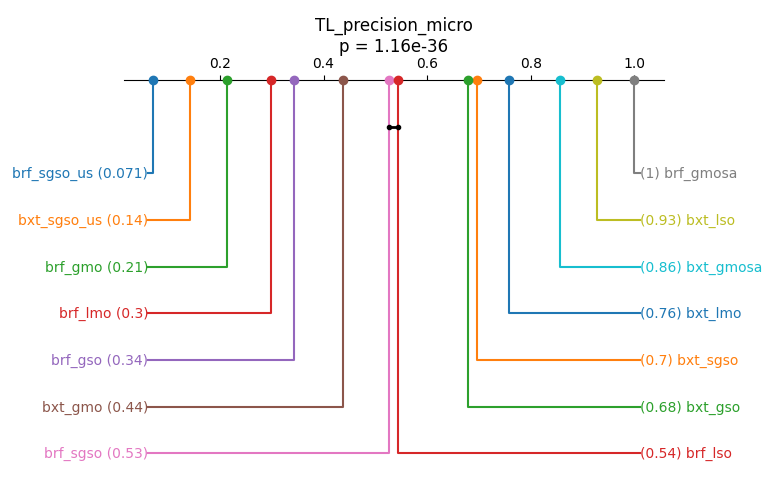 TL_precision_micro
p = 1.16e-36
0.2 0.4 0.6 0.8 1.0
brf_sgso_us (0.071) (1) brf_gmosa
bxt_sgso_us (0.14) (0.93) bxt_lso
brf_gmo (0.21) (0.86) bxt_gmosa
brf_lmo (0.3) (0.76) bxt_lmo
brf_gso (0.34) (0.7) bxt_sgso
bxt_gmo (0.44) (0.68) bxt_gso
brf_sgso (0.53) (0.54) brf_lso